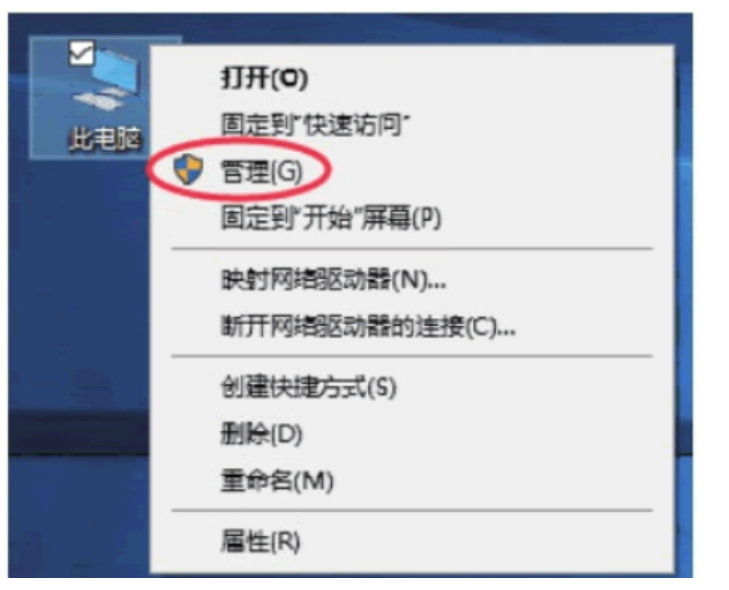 此电脑
打开(O)
固定到"快速访问"
管理(G)
固定到"开始"屏幕(P)
映射网络驱动器(N)...
断开网络驱动器的连接(C)...
创建快捷方式(S)
删除(D)
重命名(M)
属性(R)